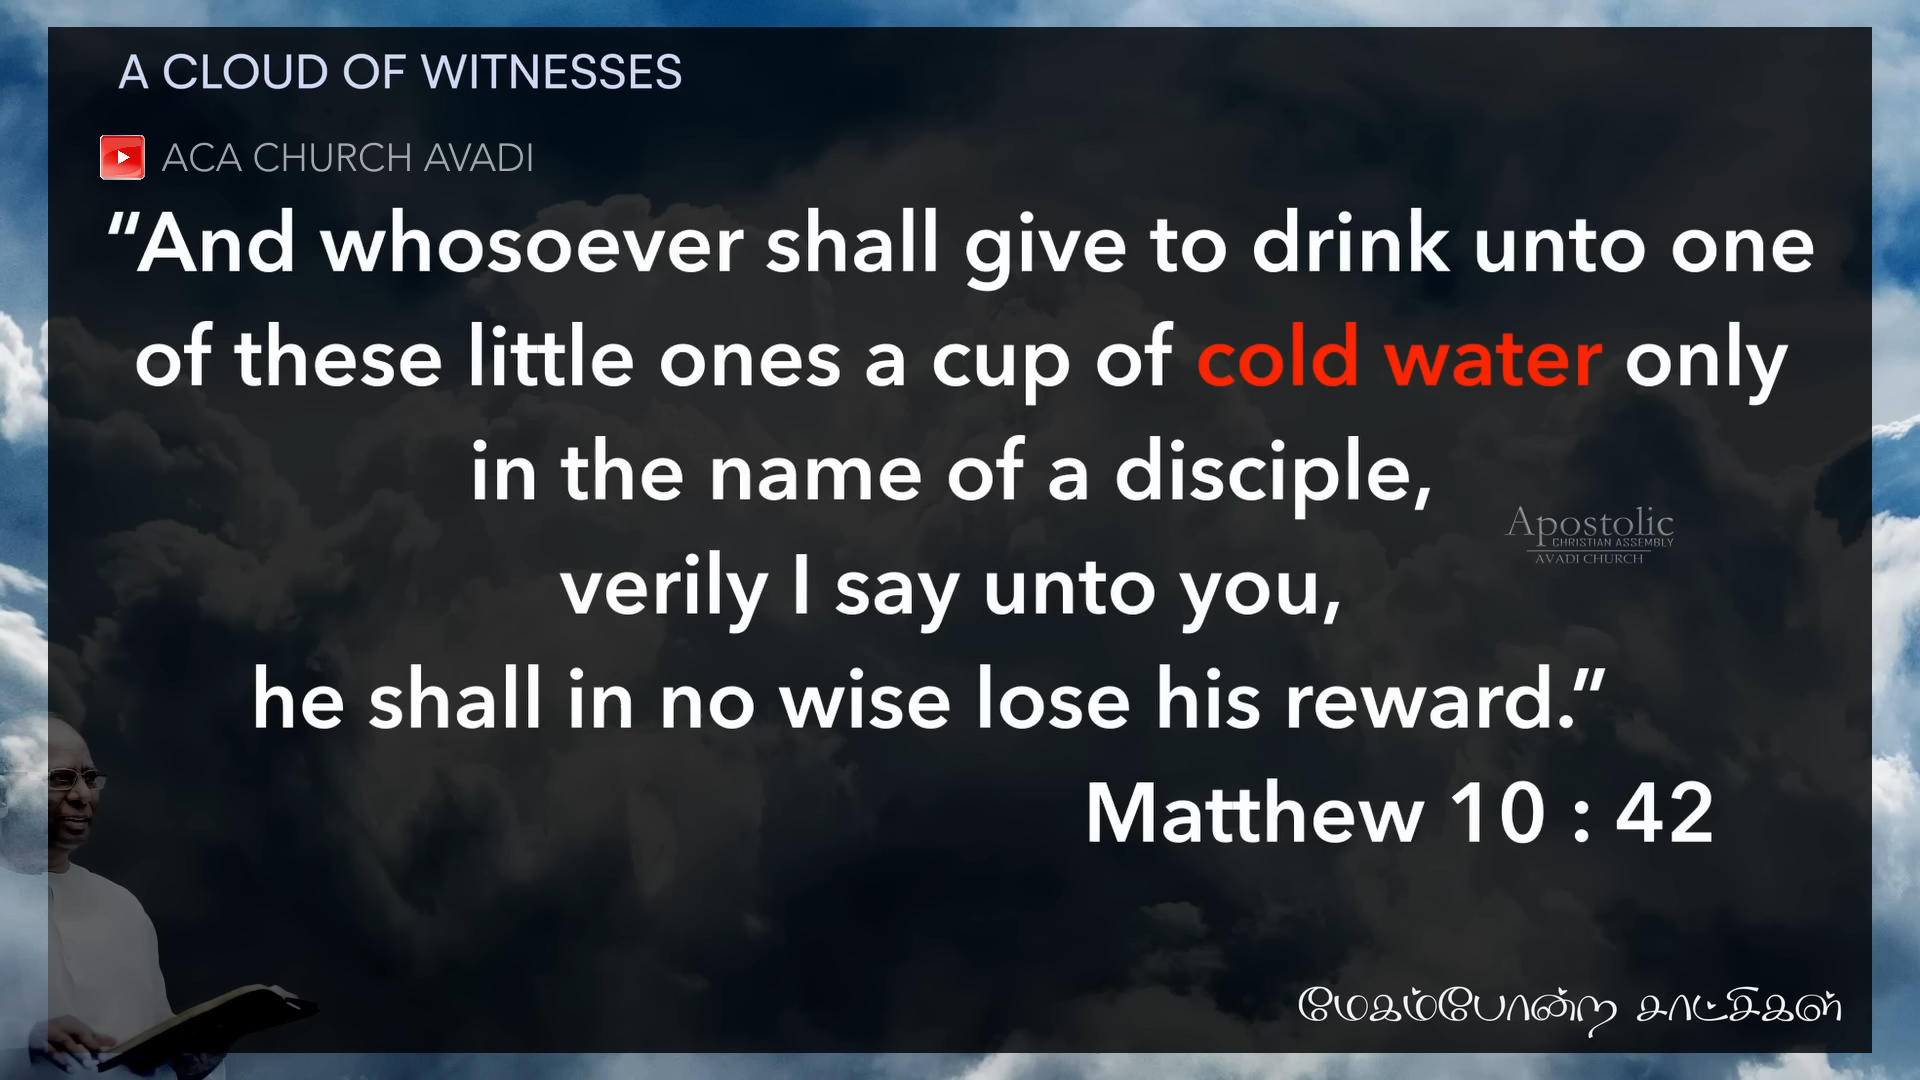 A CLOUD OF WITNESSES
ACA CHURCH AVADI
“And whosoever shall give to drink unto one
of these little ones a cup of cold water only
in the name of a disciple,
verily I say unto you,
he shall in no wise lose his reward.”
Matthew 10 : 42
Apostolic
CHRISTIAN ASSEMBLY
AVADI CHURCH
மேகம்போன்ற சாட்சிகள்